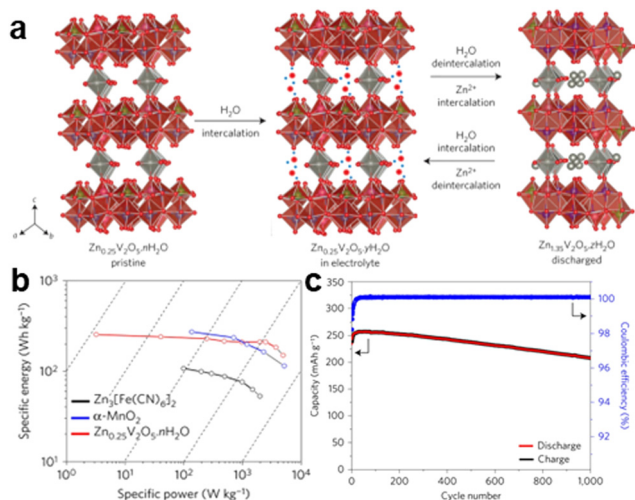 a
H₂O
intercalation
H₂O
deintercalation
Zn²⁺
intercalation
H₂O
intercalation
Zn²⁺
deintercalation
c
a
b
Zn₀.₂₅V₂O₅.nH₂O
pristine
Zn₀.₂₅V₂O₅.yH₂O
in electrolyte
Zn₁.₃₅V₂O₅.zH₂O
discharged
b
Specific energy (Wh kg⁻¹)
10³
10²
10¹
Zn₃[Fe(CN)₆]₂
α-MnO₂
Zn₀.₂₅V₂O₅.nH₂O
10⁰
10¹
10²
10³
10⁴
Specific power (W kg⁻¹)
c
Capacity (mAh g⁻¹)
350
300
250
200
150
100
50
0
Coulombic efficiency (%)
100
98
96
94
92
Discharge
Charge
0
200
400
600
800
1,000
Cycle number